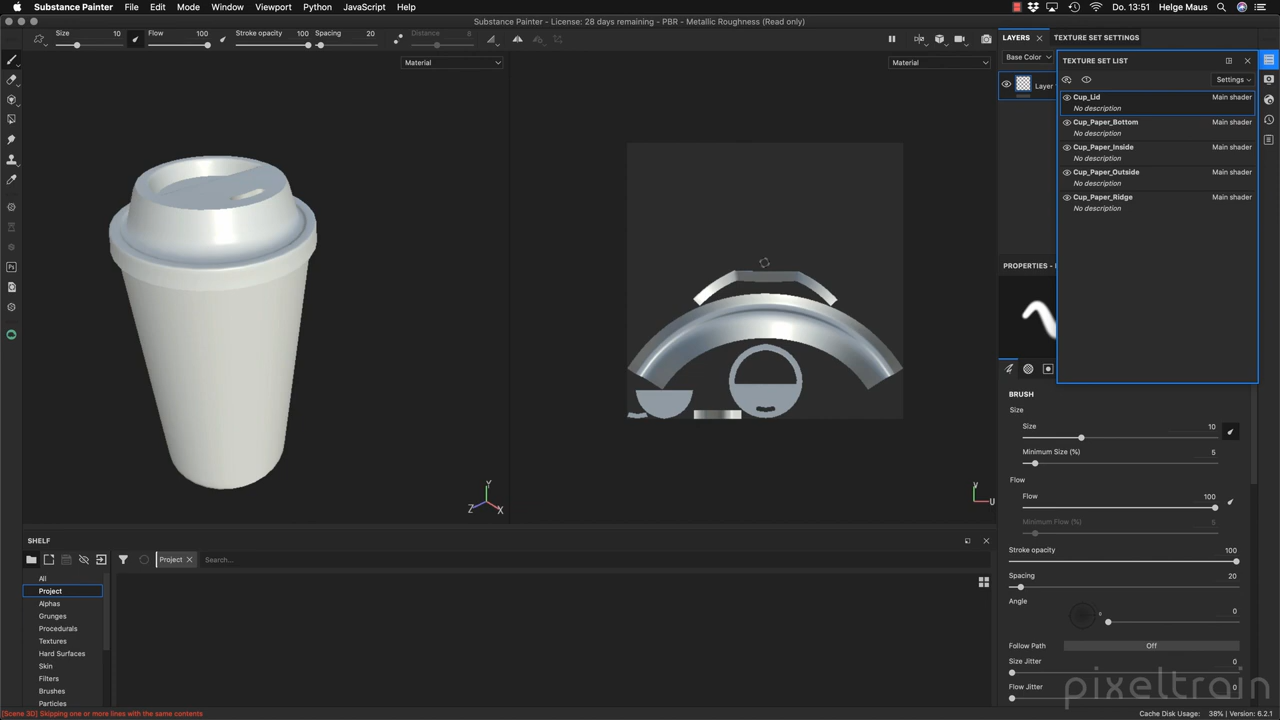 Substance Painter File Edit Mode Window Viewport Python JavaScript Help Do. 13:51 Helge Maus
Substance Painter - License: 28 days remaining - PBR - Metallic Roughness (Read only)
Size 10 Flow 100 Stroke opacity 100 Spacing 20 Distance 8
LAYERS TEXTURE SET SETTINGS
Material
Material
Base Color
TEXTURE SET LIST
Settings
Layer
Cup_Lid Main shader
No description
Cup_Paper_Bottom Main shader
No description
Cup_Paper_Inside Main shader
No description
Cup_Paper_Outside Main shader
No description
Cup_Paper_Ridge Main shader
No description
PROPERTIES -
Ps
Y
Z X
V
U
BRUSH
Size
Size 10
Minimum Size (%) 5
Flow
Flow 100
Minimum Flow (%) 5
Stroke opacity 100
Spacing 20
Angle 0
Follow Path Off
Size Jitter 0
Flow Jitter 0
SHELF
Project Search...
All
Project
Alphas
Grunges
Procedurals
Textures
Hard Surfaces
Skin
Filters
Brushes
Particles
pixeltrain
[Scene 3D] Skipping one or more lines with the same contents
Cache Disk Usage: 38% | Version: 6.2.1